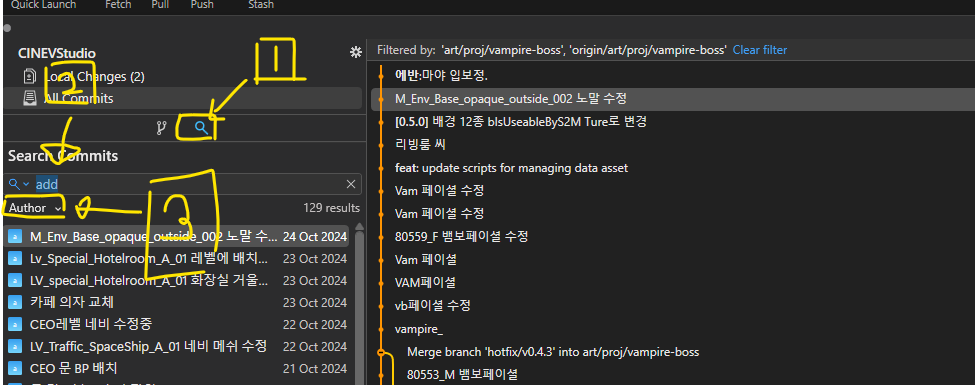 Quick Launch Fetch Pull Push Stash
CINEVStudio
Local Changes (2)
All Commits
1
2
Search Commits
add
Author
129 results
3
M_Env_Base_opaque_outside_002 노말 수... 24 Oct 2024
Lv_Special_Hotelroom_A_01 레벨에 배치... 23 Oct 2024
LV_special_Hotelroom_A_01 화장실 거울... 23 Oct 2024
카페 의자 교체 23 Oct 2024
CEO레벨 네비 수정중 22 Oct 2024
LV_Traffic_SpaceShip_A_01 네비 메쉬 수정 22 Oct 2024
CEO 문 BP 배치 21 Oct 2024
Filtered by: 'art/proj/vampire-boss', 'origin/art/proj/vampire-boss' Clear filter
에반:마야 입보정.
M_Env_Base_opaque_outside_002 노말 수정
[0.5.0] 배경 12종 bIsUseableByS2M Ture로 변경
리빙룸 씨
feat: update scripts for managing data asset
Vam 페이셜 수정
Vam 페이셜 수정
80559_F 뱀보페이셜 수정
Vam 페이셜
VAM페이셜
vb페이셜 수정
vampire_
Merge branch 'hotfix/v0.4.3' into art/proj/vampire-boss
80553_M 뱀보페이셜